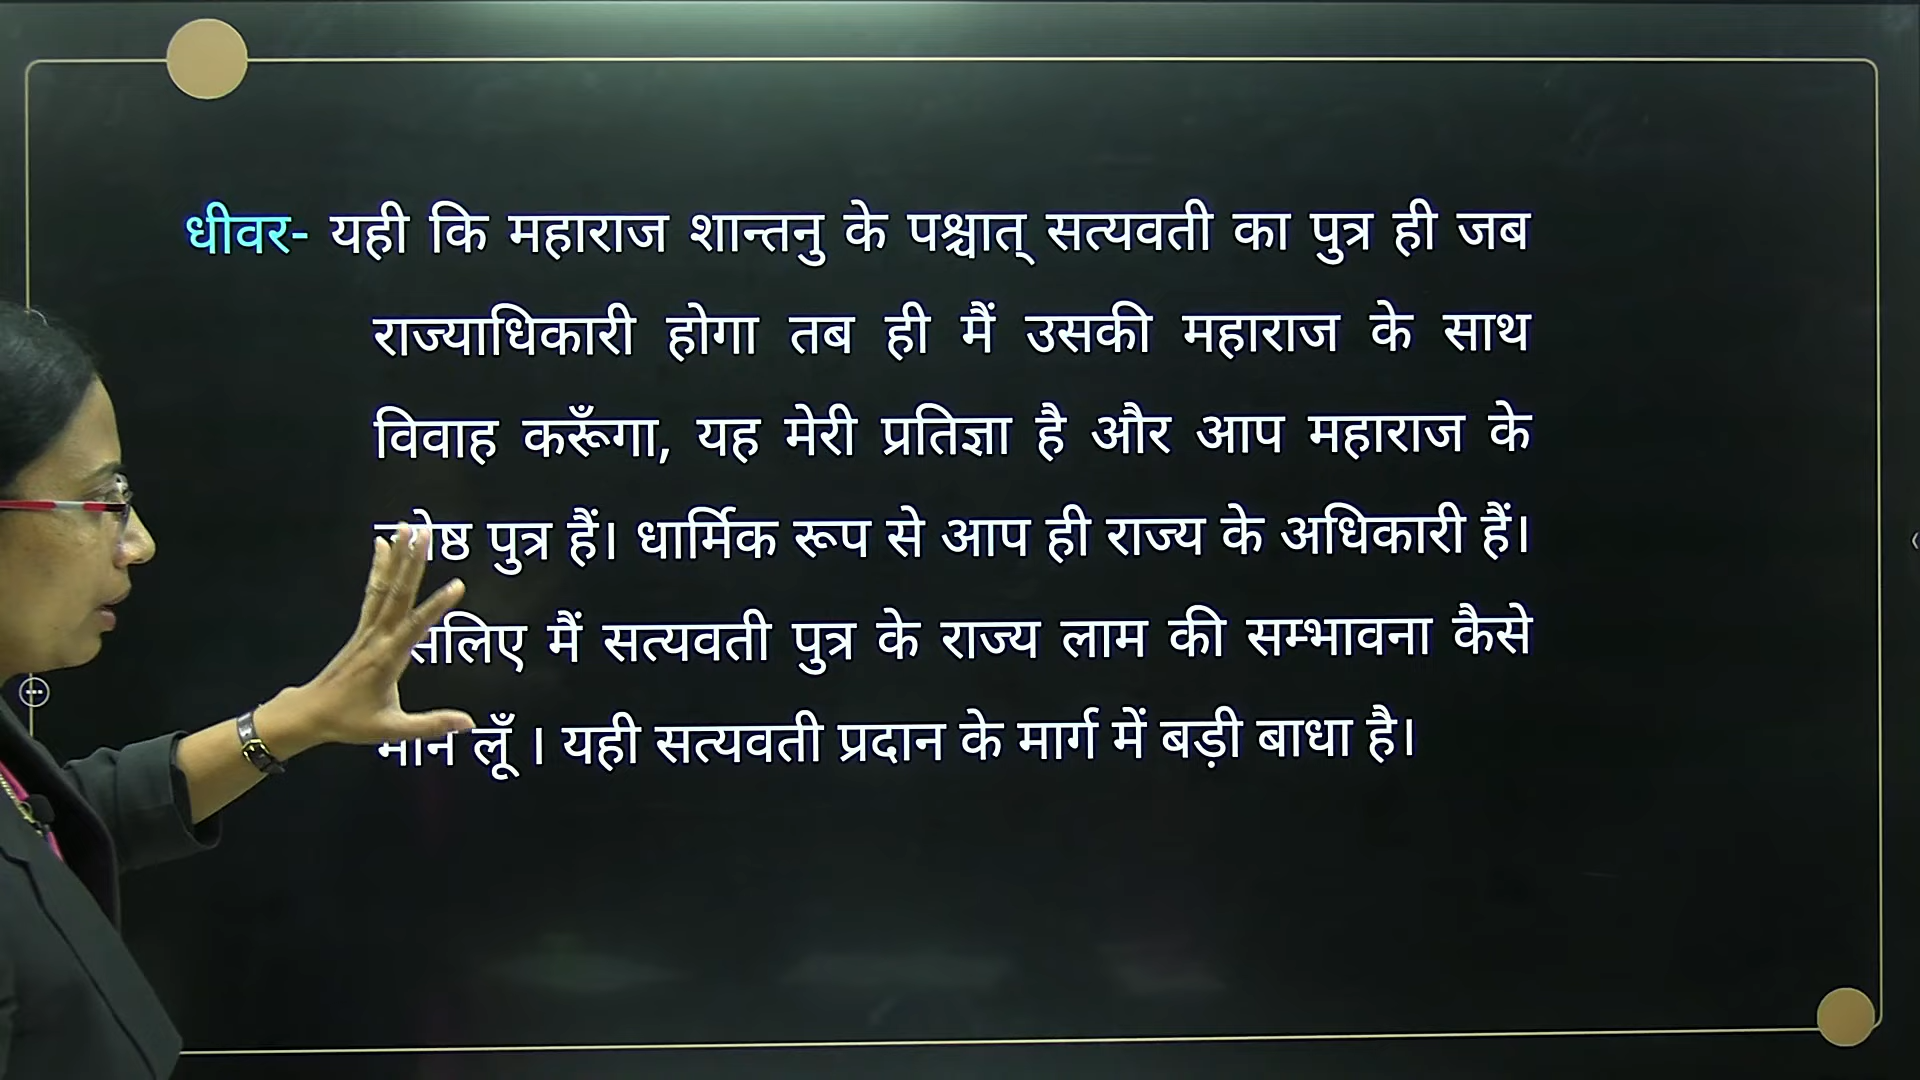 धीवर- यही कि महाराज शान्तनु के पश्चात् सत्यवती का पुत्र ही जब
राज्याधिकारी होगा तब ही मैं उसकी महाराज के साथ
विवाह करूँगा, यह मेरी प्रतिज्ञा है और आप महाराज के
पुत्र हैं। धार्मिक रूप से आप ही राज्य के अधिकारी हैं।
मैं सत्यवती पुत्र के राज्य लाम की सम्भावना कैसे
मान लूँ । यही सत्यवती प्रदान के मार्ग में बड़ी बाधा है।